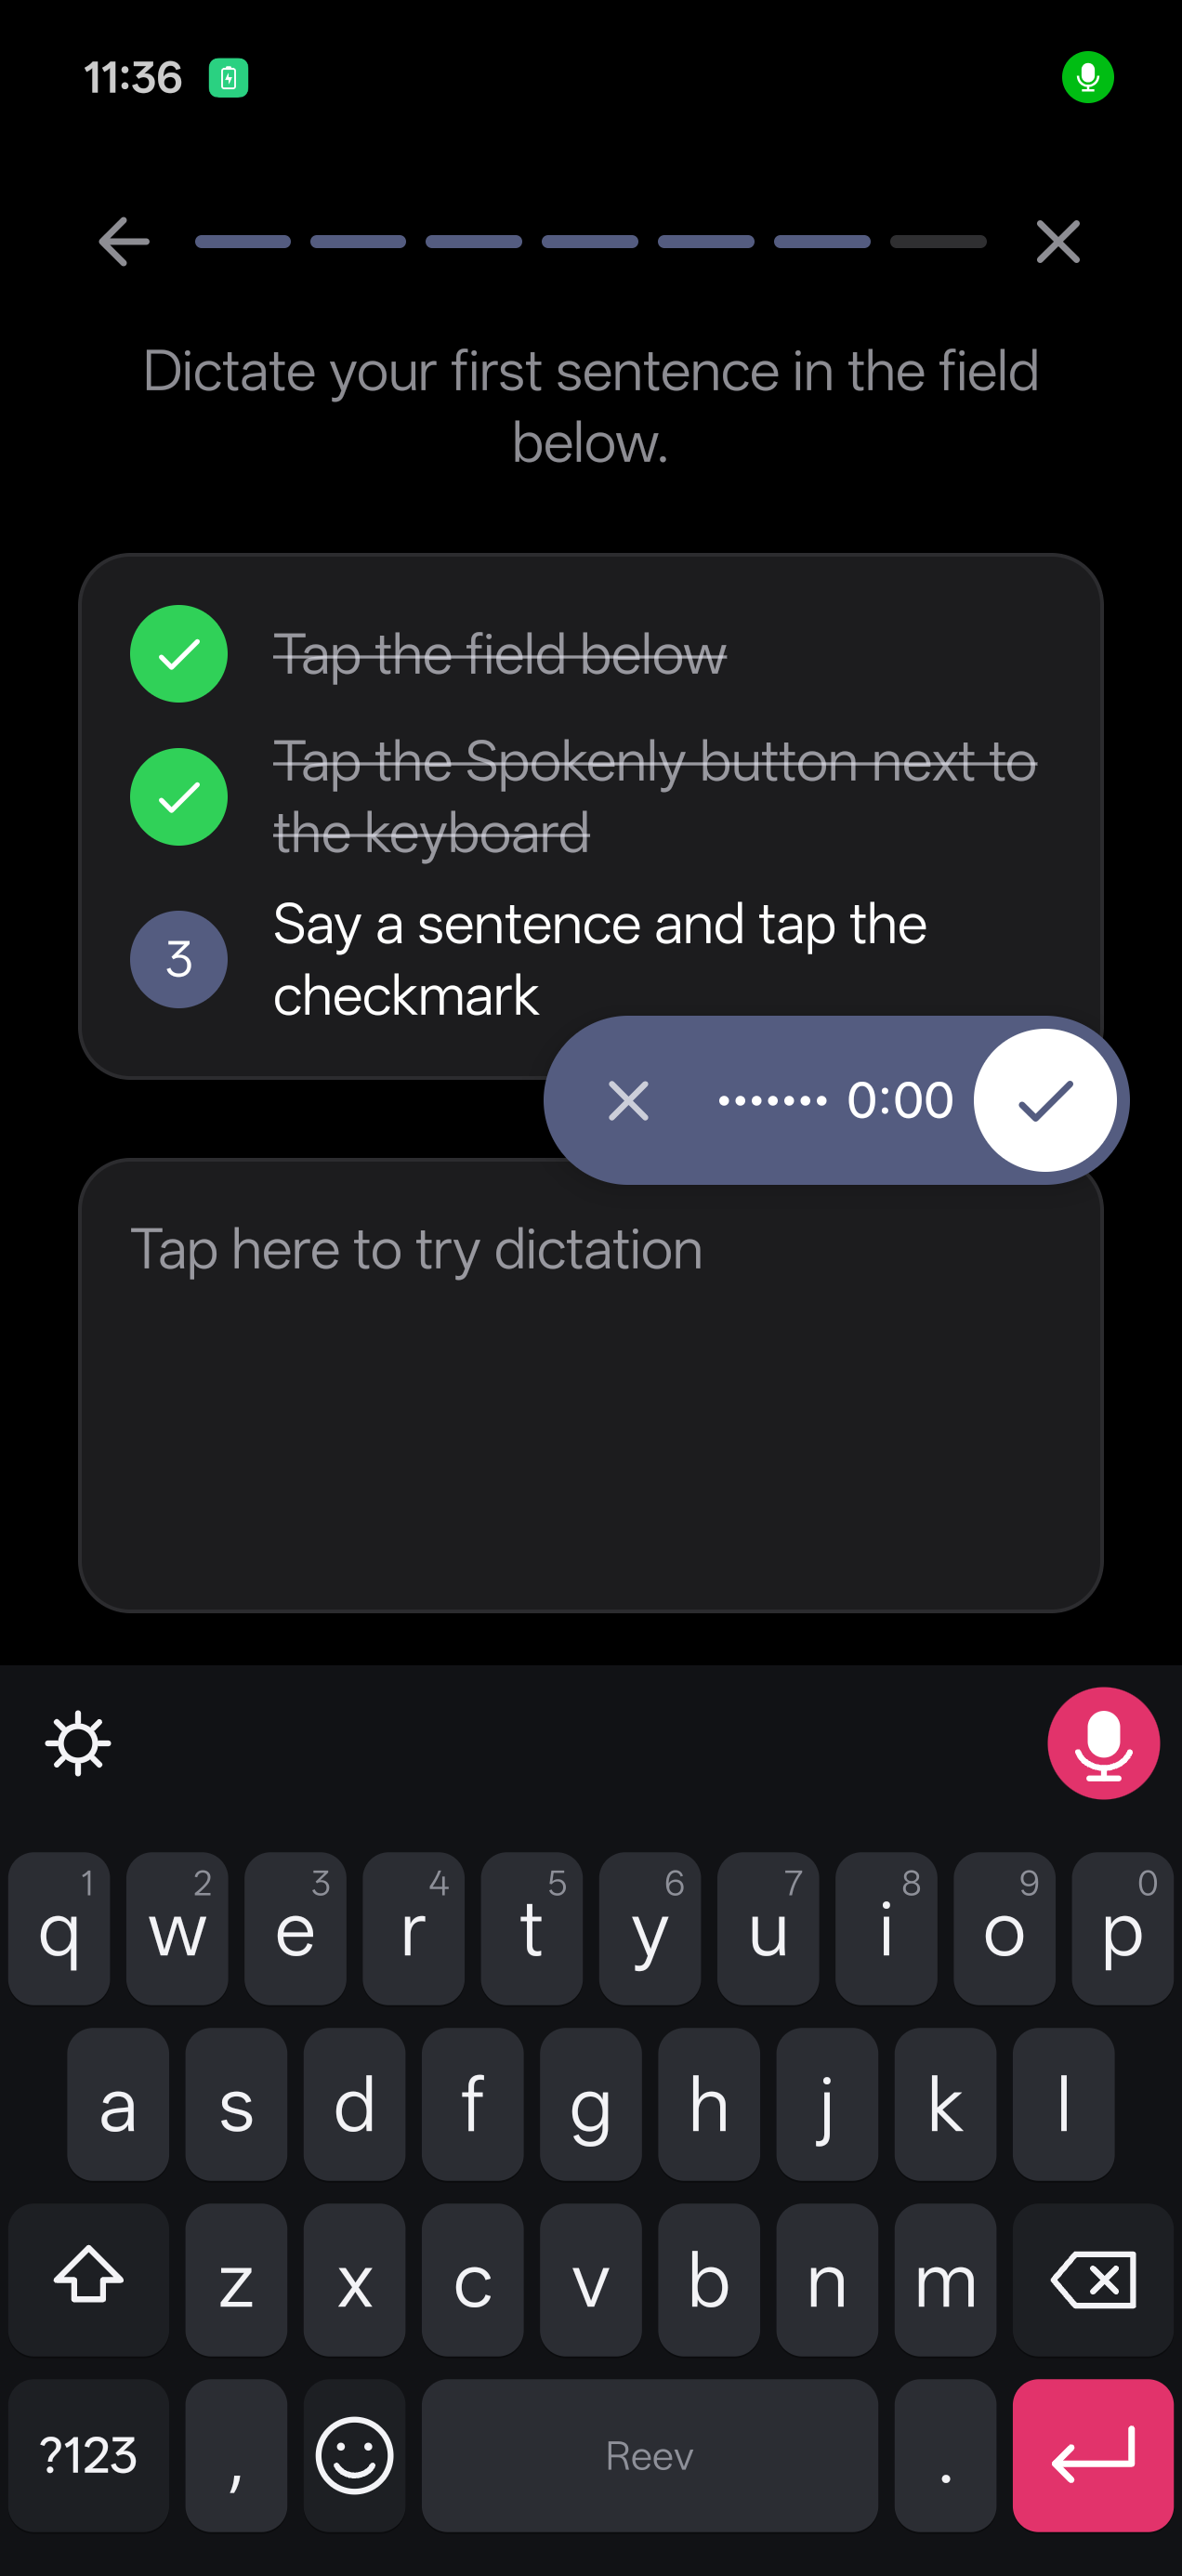 11:36
Dictate your first sentence in the field
below.
Tap the field below
Tap the Spokenly button next to
the keyboard
3
Say a sentence and tap the
checkmark
0:00
Tap here to try dictation
1 2 3 4 5 6 7 8 9 0
q w e r t y u i o p
a s d f g h j k l
z x c v b n m
?123 , Reev .